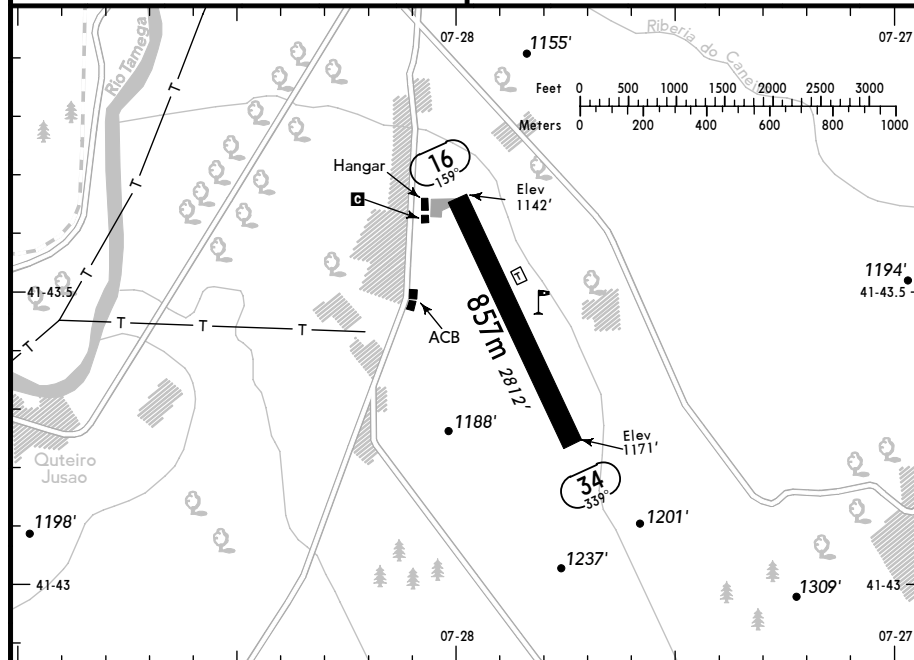 07-28
07-27
1155'
Riberia do Canei
Rio Tamega
T
Feet 0 500 1000 1500 2000 2500 3000
Meters 0 200 400 600 800 1000
T
Hangar
16
159°
C
Elev
1142'
1194'
41-43.5
41-43.5
T
857m 2812'
T
T
T
T
ACB
1188'
Elev
1171'
Quteiro
Jusao
34
339°
1198'
1201'
1237'
41-43
1309'
41-43
07-28
07-27